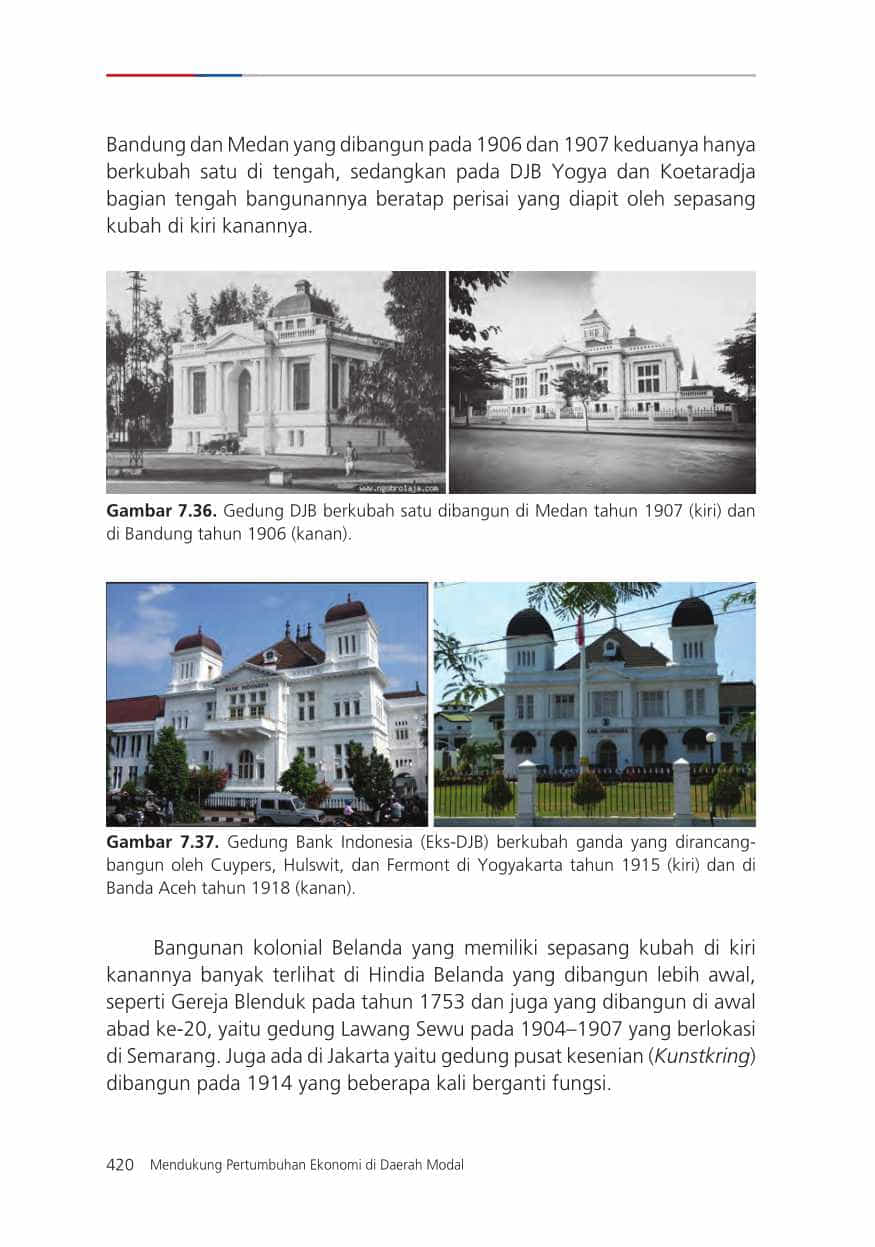 Bandung dan Medan yang dibangun pada 1906 dan 1907 keduanya hanya
berkubah satu di tengah, sedangkan pada DJB Yogya dan Koetaradja
bagian tengah bangunannya beratap perisai yang diapit oleh sepasang
kubah di kiri kanannya.
www.ngobrolaja.com
Gambar 7.36. Gedung DJB berkubah satu dibangun di Medan tahun 1907 (kiri) dan
di Bandung tahun 1906 (kanan).
BANK INDONESIA
BANK INDONESIA
Gambar 7.37. Gedung Bank Indonesia (Eks-DJB) berkubah ganda yang dirancang-
bangun oleh Cuypers, Hulswit, dan Fermont di Yogyakarta tahun 1915 (kiri) dan di
Banda Aceh tahun 1918 (kanan).
Bangunan kolonial Belanda yang memiliki sepasang kubah di kiri
kanannya banyak terlihat di Hindia Belanda yang dibangun lebih awal,
seperti Gereja Blenduk pada tahun 1753 dan juga yang dibangun di awal
abad ke-20, yaitu gedung Lawang Sewu pada 1904–1907 yang berlokasi
di Semarang. Juga ada di Jakarta yaitu gedung pusat kesenian (Kunstkring)
dibangun pada 1914 yang beberapa kali berganti fungsi.
420 Mendukung Pertumbuhan Ekonomi di Daerah Modal